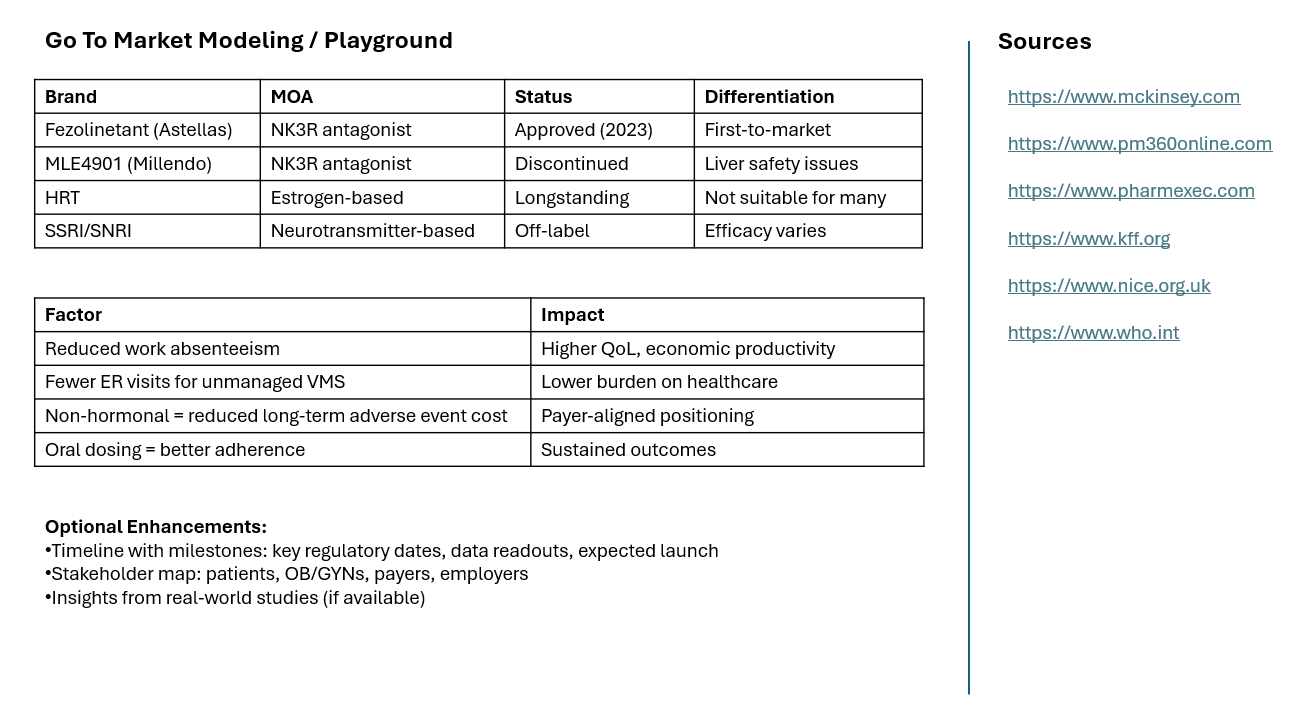 Go To Market Modeling / Playground
Brand MOA Status Differentiation
Fezolinetant (Astellas) NK3R antagonist Approved (2023) First-to-market
MLE4901 (Millendo) NK3R antagonist Discontinued Liver safety issues
HRT Estrogen-based Longstanding Not suitable for many
SSRI/SNRI Neurotransmitter-based Off-label Efficacy varies
Factor Impact
Reduced work absenteeism Higher QoL, economic productivity
Fewer ER visits for unmanaged VMS Lower burden on healthcare
Non-hormonal = reduced long-term adverse event cost Payer-aligned positioning
Oral dosing = better adherence Sustained outcomes
Optional Enhancements:
•Timeline with milestones: key regulatory dates, data readouts, expected launch
•Stakeholder map: patients, OB/GYNs, payers, employers
•Insights from real-world studies (if available)
Sources
https://www.mckinsey.com
https://www.pm360online.com
https://www.pharmexec.com
https://www.kff.org
https://www.nice.org.uk
https://www.who.int